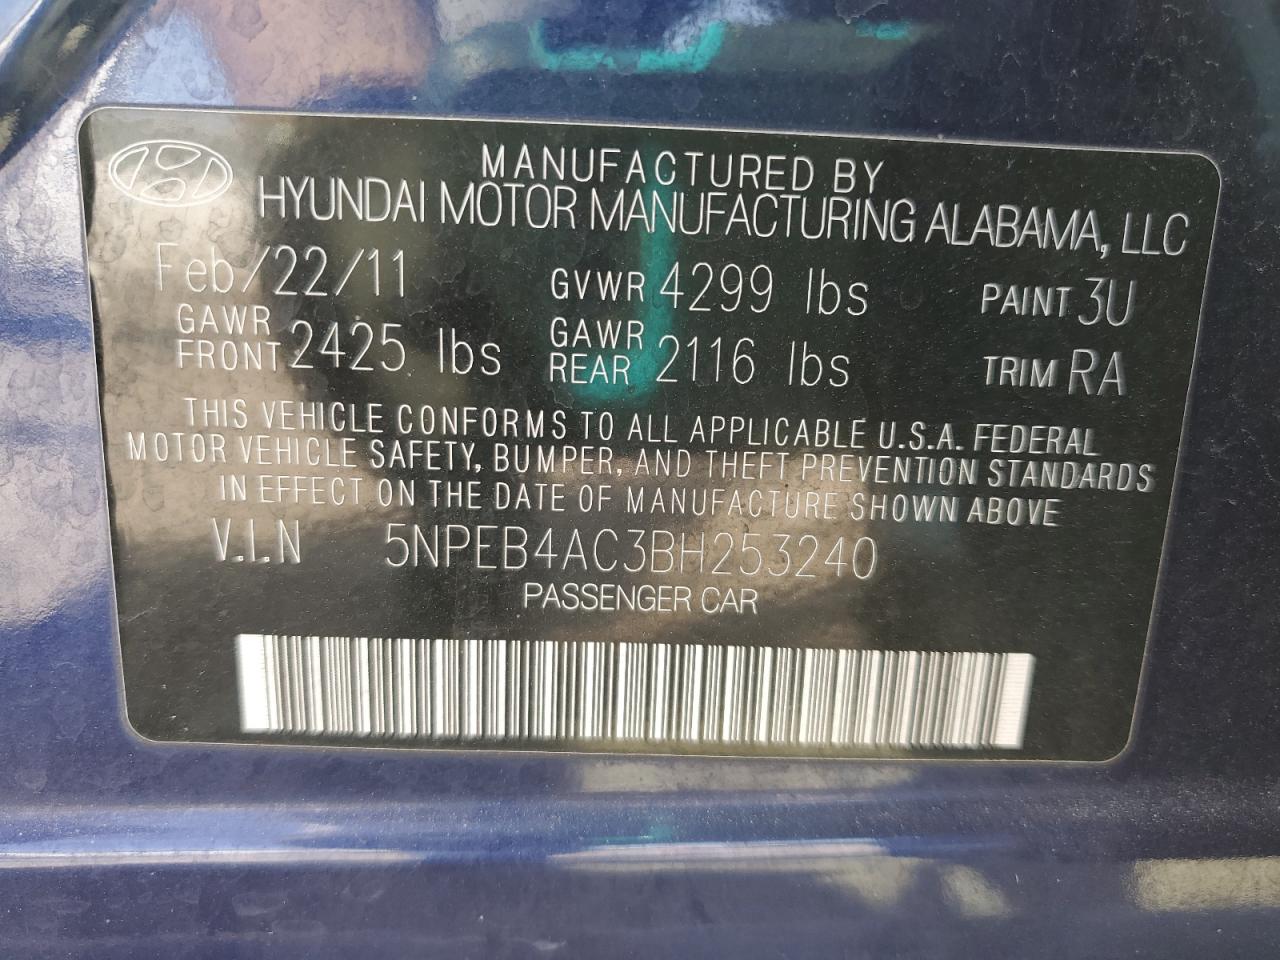 MANUFACTURED BY
HYUNDAI MOTOR MANUFACTURING ALABAMA, LLC
Feb/22/11 GVWR 4299 lbs PAINT 3U
GAWR FRONT 2425 lbs GAWR REAR 2116 lbs TRIM RA
THIS VEHICLE CONFORMS TO ALL APPLICABLE U.S.A. FEDERAL
MOTOR VEHICLE SAFETY, BUMPER, AND THEFT PREVENTION STANDARDS
IN EFFECT ON THE DATE OF MANUFACTURE SHOWN ABOVE
V.I.N 5NPEB4AC3BH253240
PASSENGER CAR